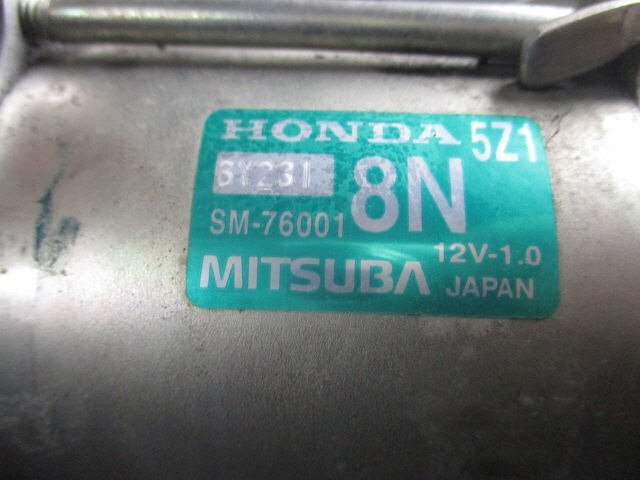 HONDA 5Z1
6Y231 8N
SM-76001
12V-1.0
MITSUBA JAPAN